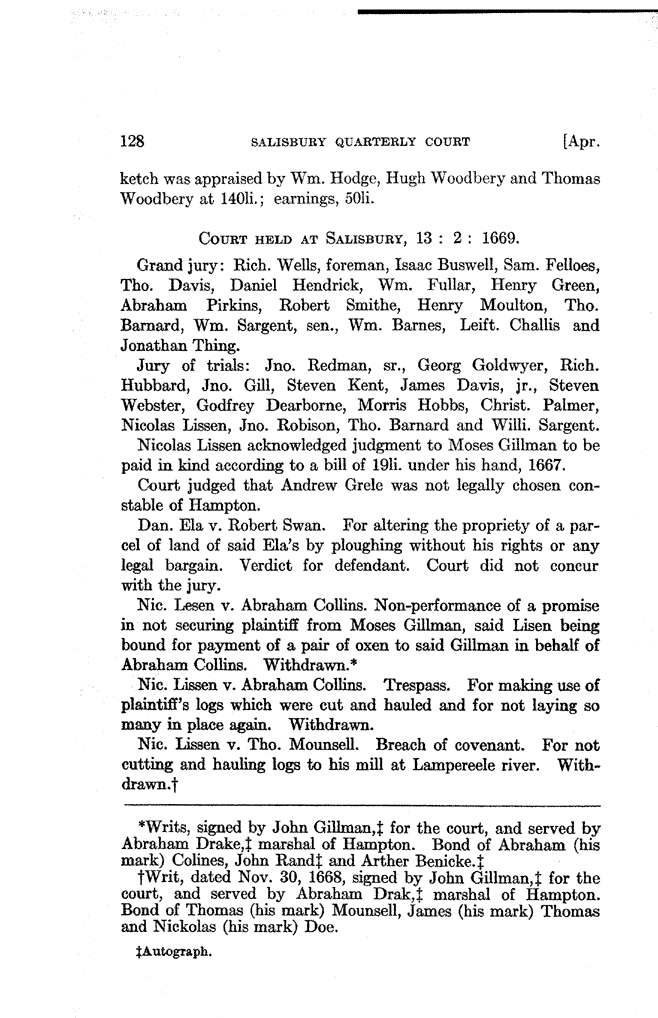 128 SALISBURY QUARTERLY COURT [Apr.
ketch was appraised by Wm. Hodge, Hugh Woodbery and Thomas
Woodbery at 140li.; earnings, 50li.
COURT HELD AT SALISBURY, 13 : 2 : 1669.
Grand jury: Rich. Wells, foreman, Isaac Buswell, Sam. Felloes,
Tho. Davis, Daniel Hendrick, Wm. Fullar, Henry Green,
Abraham Pirkins, Robert Smithe, Henry Moulton, Tho.
Barnard, Wm. Sargent, sen., Wm. Barnes, Leift. Challis and
Jonathan Thing.
Jury of trials: Jno. Redman, sr., Georg Goldwyer, Rich.
Hubbard, Jno. Gill, Steven Kent, James Davis, jr., Steven
Webster, Godfrey Dearborne, Morris Hobbs, Christ. Palmer,
Nicolas Lissen, Jno. Robison, Tho. Barnard and Willi. Sargent.
Nicolas Lissen acknowledged judgment to Moses Gillman to be
paid in kind according to a bill of 19li. under his hand, 1667.
Court judged that Andrew Grele was not legally chosen con-
stable of Hampton.
Dan. Ela v. Robert Swan. For altering the propriety of a par-
cel of land of said Ela's by ploughing without his rights or any
legal bargain. Verdict for defendant. Court did not concur
with the jury.
Nic. Lesen v. Abraham Collins. Non-performance of a promise
in not securing plaintiff from Moses Gillman, said Lisen being
bound for payment of a pair of oxen to said Gillman in behalf of
Abraham Collins. Withdrawn.*
Nic. Lissen v. Abraham Collins. Trespass. For making use of
plaintiff's logs which were cut and hauled and for not laying so
many in place again. Withdrawn.
Nic. Lissen v. Tho. Mounsell. Breach of covenant. For not
cutting and hauling logs to his mill at Lampereele river. With-
drawn.†
*Writs, signed by John Gillman,‡ for the court, and served by
Abraham Drake,‡ marshal of Hampton. Bond of Abraham (his
mark) Colines, John Rand‡ and Arther Benicke.‡
†Writ, dated Nov. 30, 1668, signed by John Gillman,‡ for the
court, and served by Abraham Drak,‡ marshal of Hampton.
Bond of Thomas (his mark) Mounsell, James (his mark) Thomas
and Nickolas (his mark) Doe.
‡Autograph.